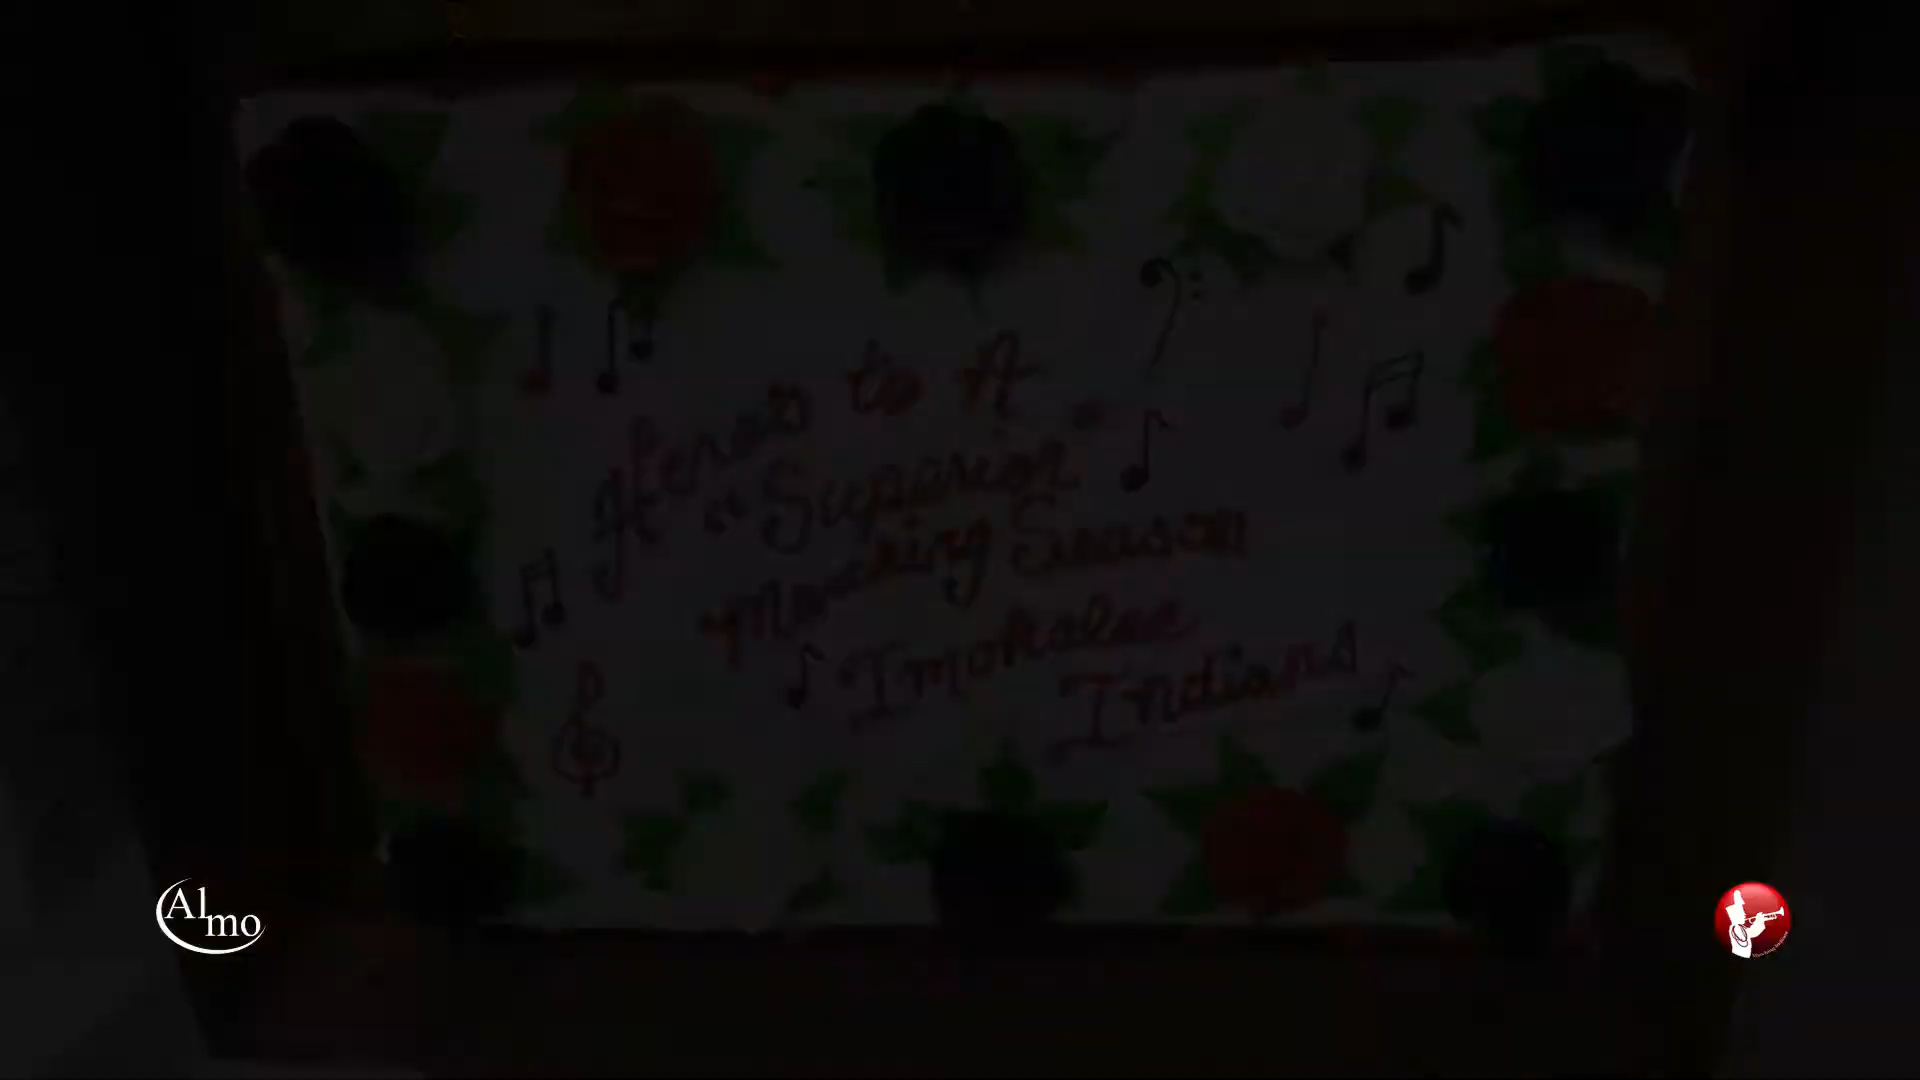 Heres to A
"Superior"
Marching Season
Imokalee
Indians
Al
mo